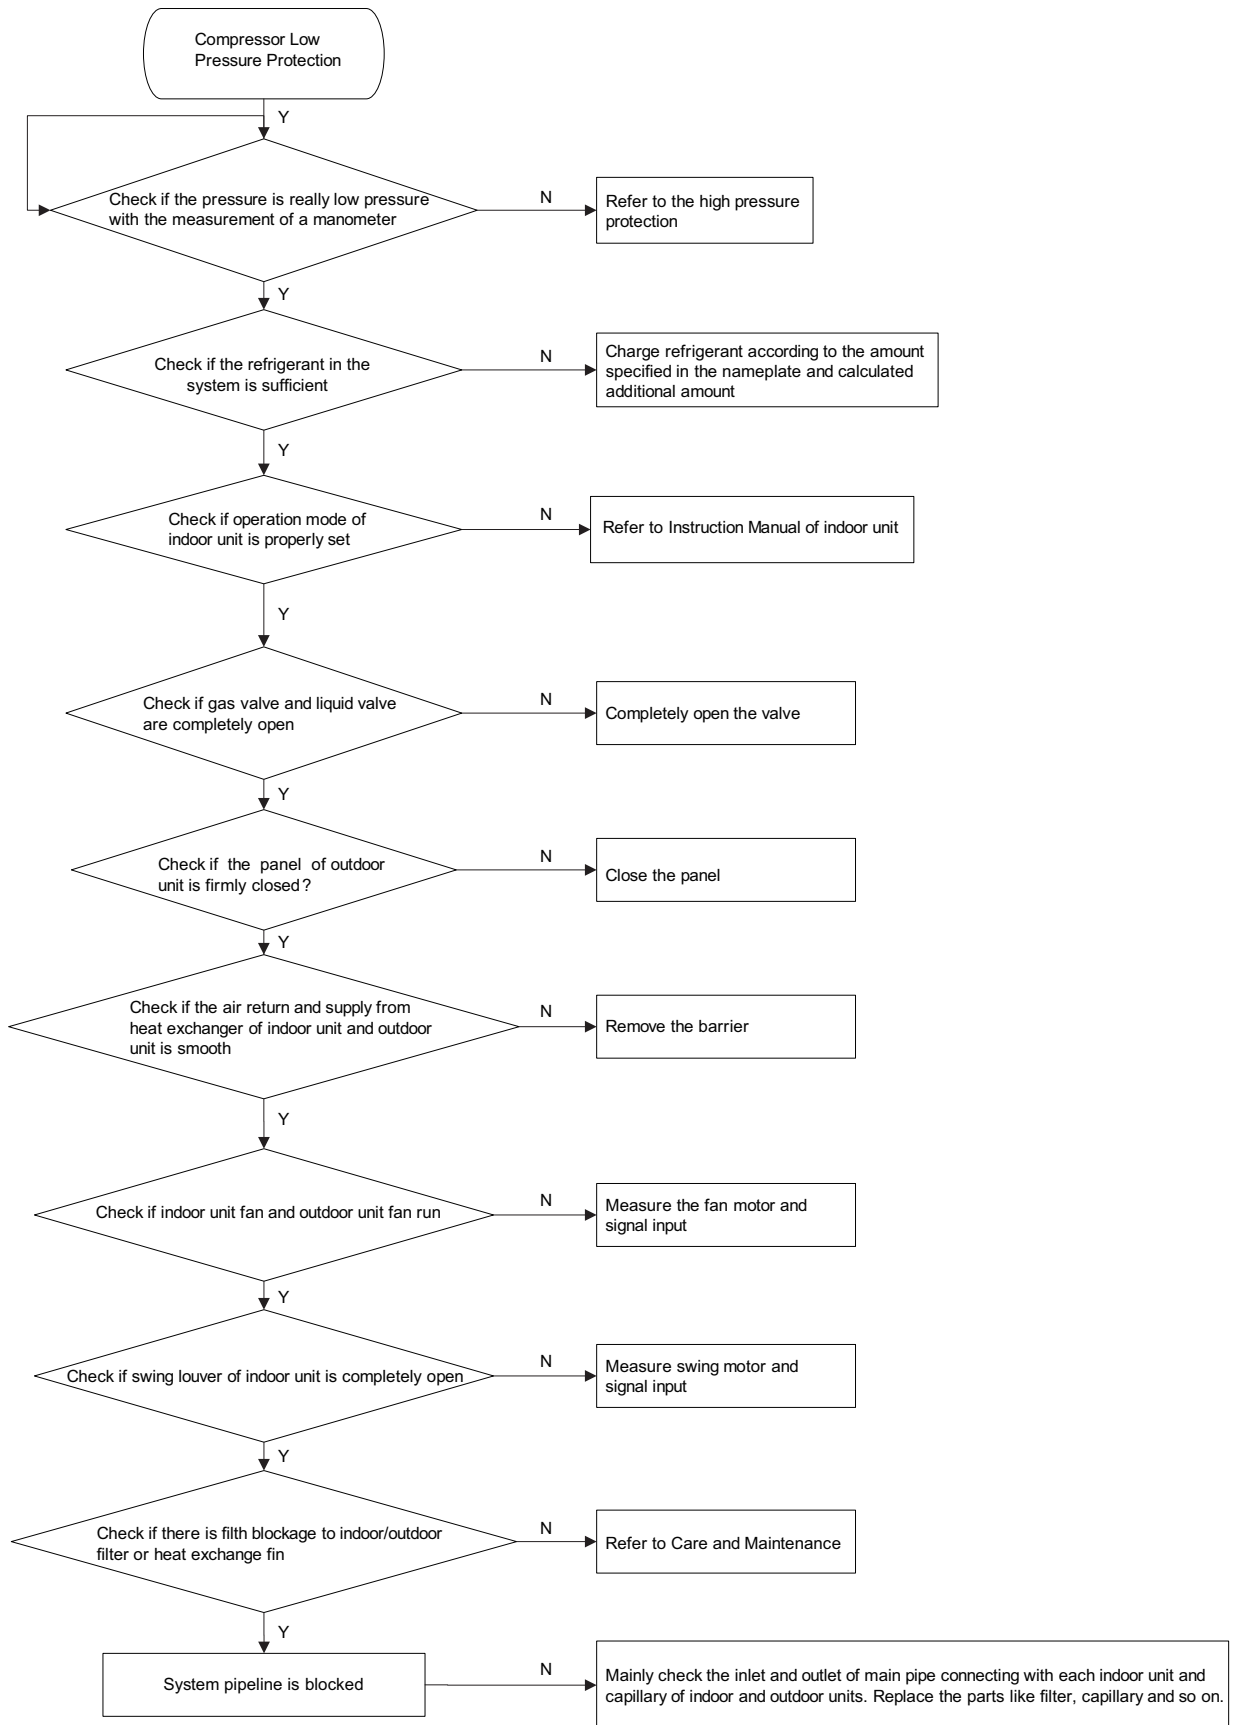 Compressor Low
Pressure Protection
Y
Check if the pressure is really low pressure
with the measurement of a manometer
N
Refer to the high pressure
protection
Y
Check if the refrigerant in the
system is sufficient
N
Charge refrigerant according to the amount
specified in the nameplate and calculated
additional amount
Y
Check if operation mode of
indoor unit is properly set
N
Refer to Instruction Manual of indoor unit
Y
Check if gas valve and liquid valve
are completely open
N
Completely open the valve
Y
Check if the panel of outdoor
unit is firmly closed?
N
Close the panel
Y
Check if the air return and supply from
heat exchanger of indoor unit and outdoor
unit is smooth
N
Remove the barrier
Y
Check if indoor unit fan and outdoor unit fan run
N
Measure the fan motor and
signal input
Y
Check if swing louver of indoor unit is completely open
N
Measure swing motor and
signal input
Y
Check if there is filth blockage to indoor/outdoor
filter or heat exchange fin
N
Refer to Care and Maintenance
Y
System pipeline is blocked
N
Mainly check the inlet and outlet of main pipe connecting with each indoor unit and
capillary of indoor and outdoor units. Replace the parts like filter, capillary and so on.